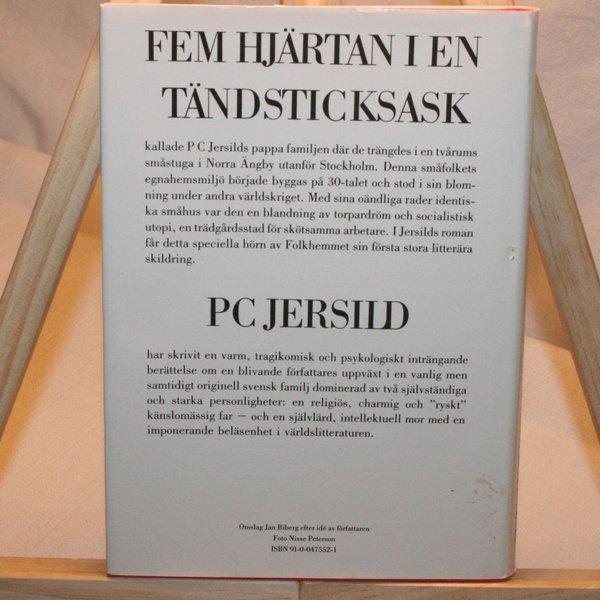 FEM HJÄRTAN I EN
TÄNDSTICKSASK
kallade P C Jersilds pappa familjen där de trängdes i en tvårums
småstuga i Norra Ängby utanför Stockholm. Denna småfolkets
egnahemsmiljö började byggas på 30-talet och stod i sin blom-
ning under andra världskriget. Med sina oändliga rader identis-
ka småhus var den en blandning av torpardröm och socialistisk
utopi, en trädgårdsstad för skötsamma arbetare. I Jersilds roman
får detta speciella hörn av Folkhemmet sin första stora litterära
skildring.
PC JERSILD
har skrivit en varm, tragikomisk och psykologiskt inträngande
berättelse om en blivande författares uppväxt i en vanlig men
samtidigt originell svensk familj dominerad av två självständiga
och starka personligheter: en religiös, charmig och ”ryskt”
känslomässig far — och en självlärd, intellektuell mor med en
imponerande beläsenhet i världslitteraturen.
Omslag Jan Biberg efter idé av författaren
Foto Nisse Peterson
ISBN 91-0-047552-1